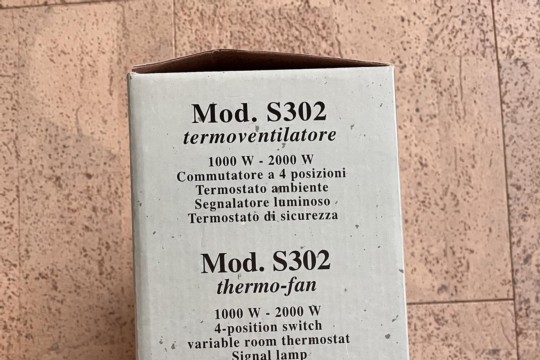 Mod. S302
termoventilatore
1000 W - 2000 W
Commutatore a 4 posizioni
Termostato ambiente
Segnalatore luminoso
Termostato di sicurezza
Mod. S302
thermo-fan
1000 W - 2000 W
4-position switch
variable room thermostat
Signal lamp